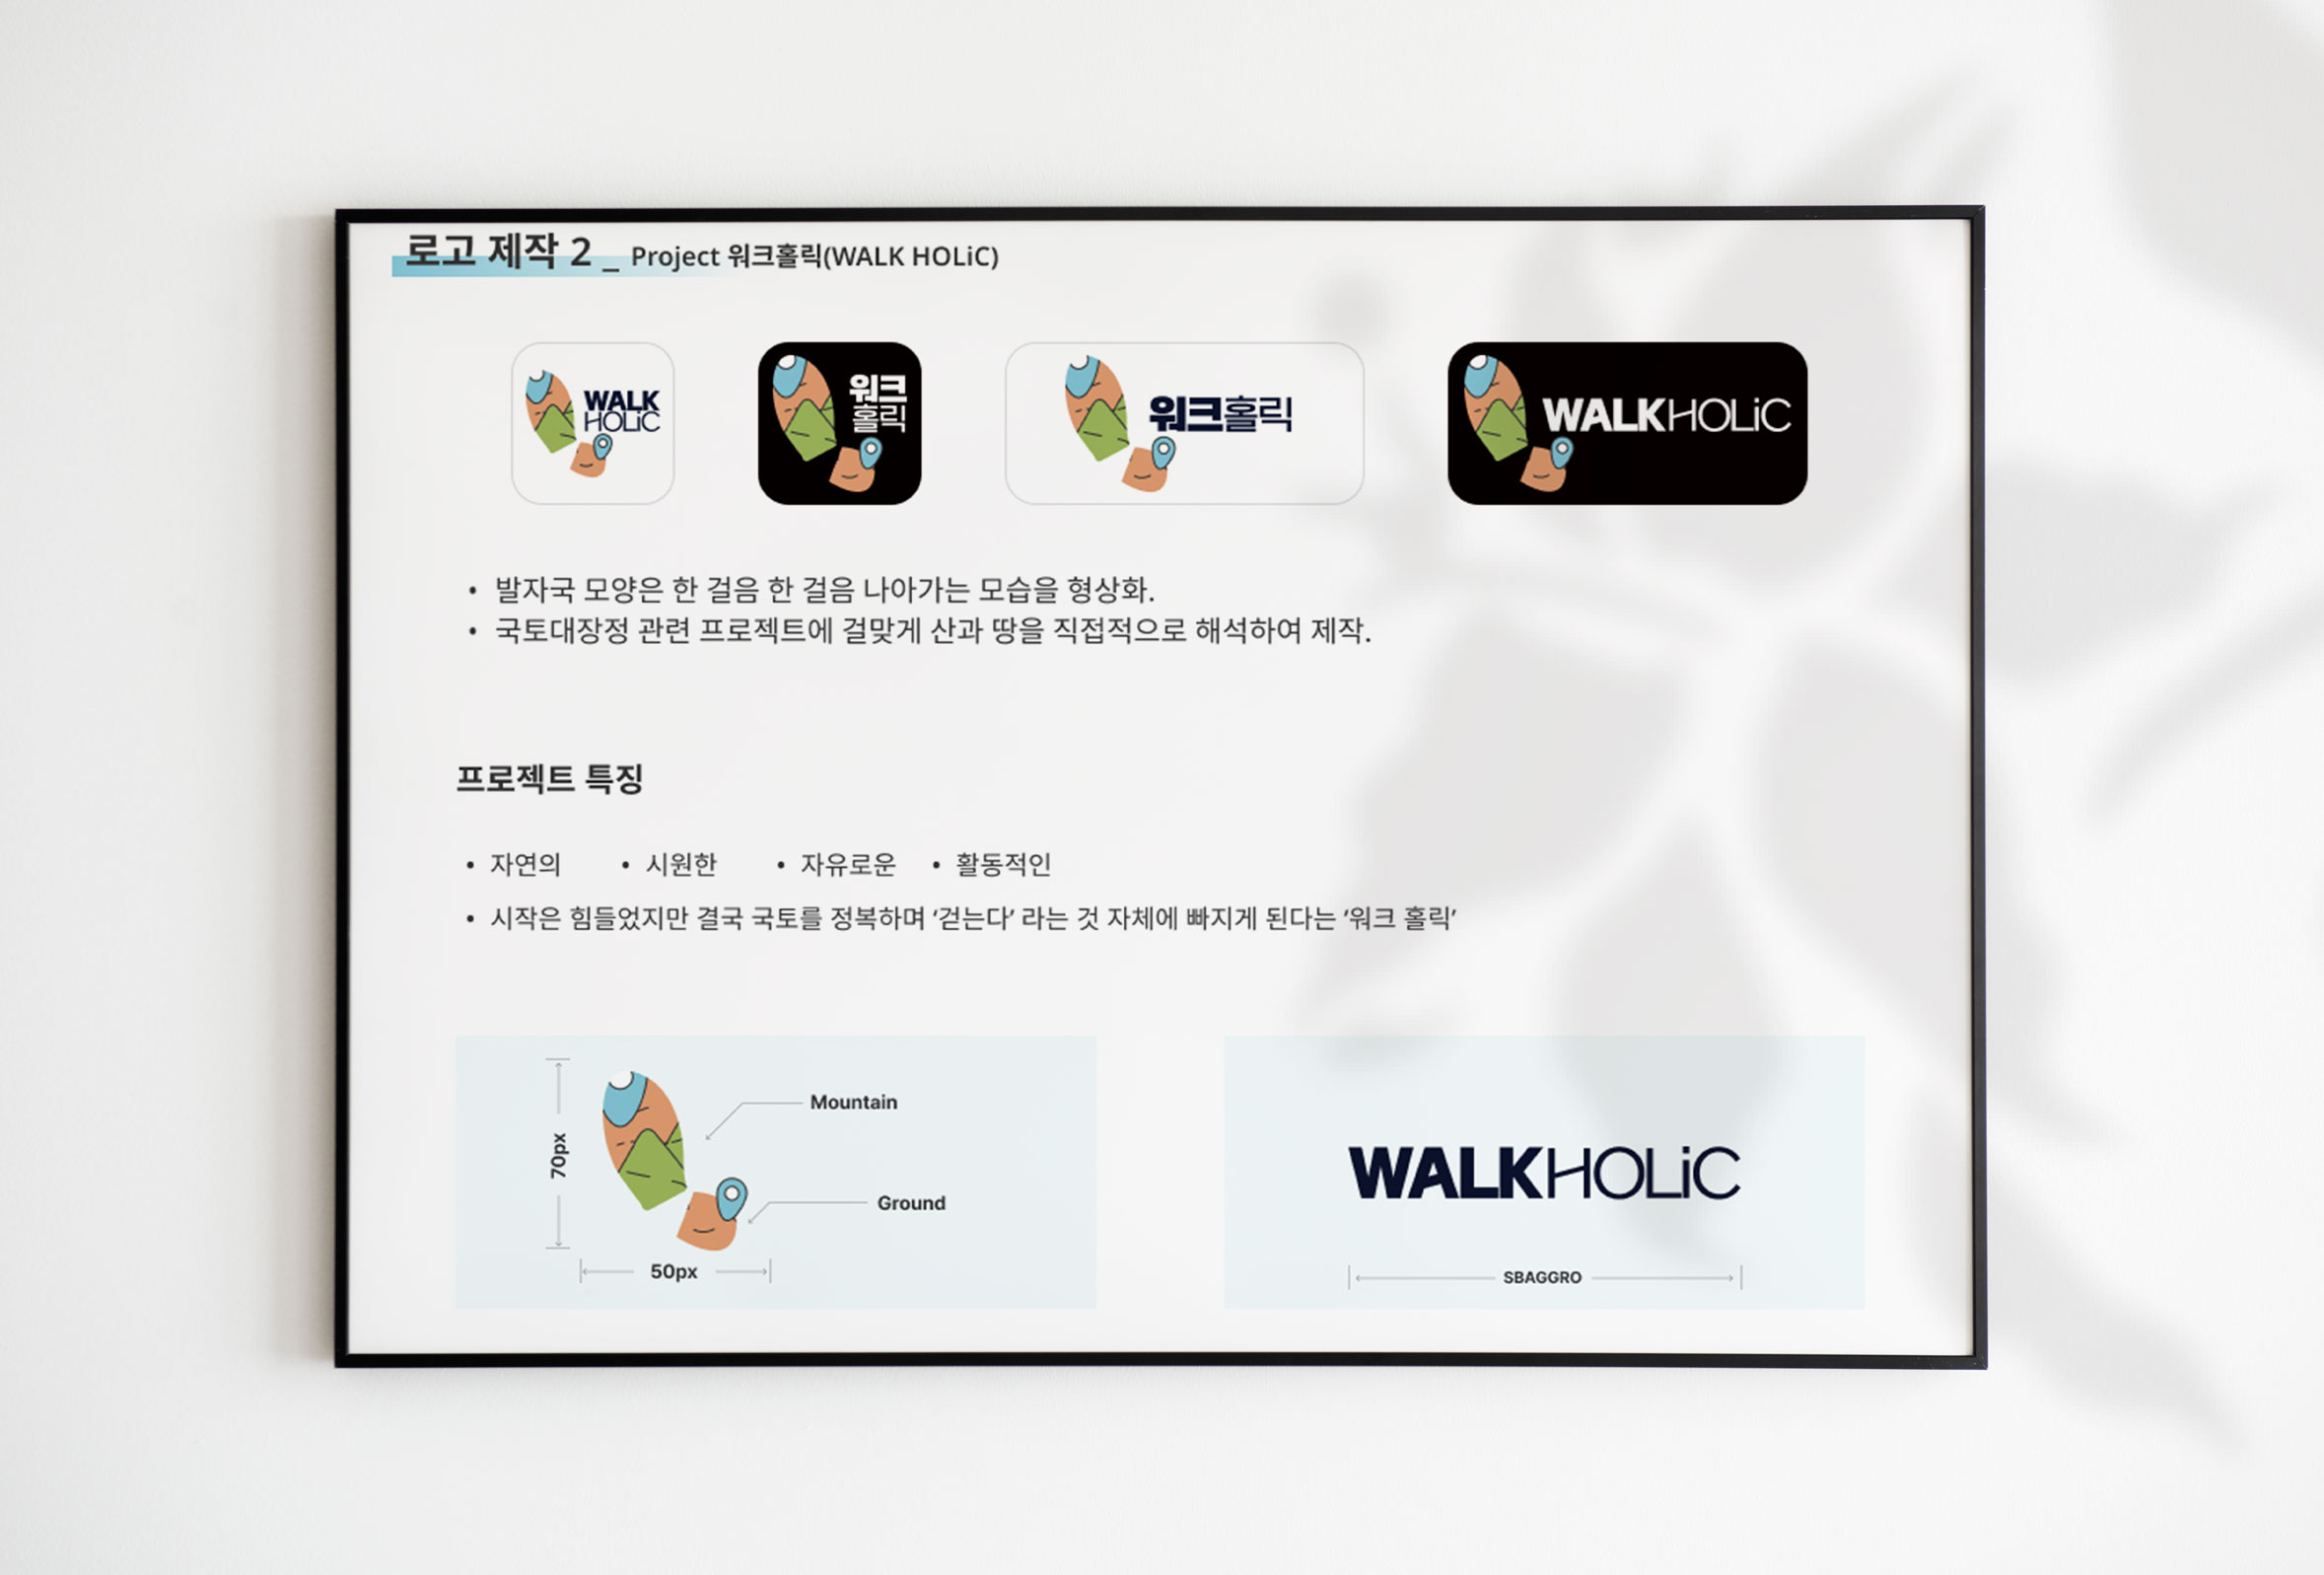 로고 제작 2 _ Project 워크홀릭(WALK HOLiC)
WALK
HOLiC
워크
홀릭
워크홀릭
WALKHOLiC
• 발자국 모양은 한 걸음 한 걸음 나아가는 모습을 형상화.
• 국토대장정 관련 프로젝트에 걸맞게 산과 땅을 직접적으로 해석하여 제작.
프로젝트 특징
• 자연의 • 시원한 • 자유로운 • 활동적인
• 시작은 힘들었지만 결국 국토를 정복하며 ‘걷는다’ 라는 것 자체에 빠지게 된다는 ‘워크 홀릭’
Mountain
70px
Ground
50px
WALKHOLiC
SBAGGRO